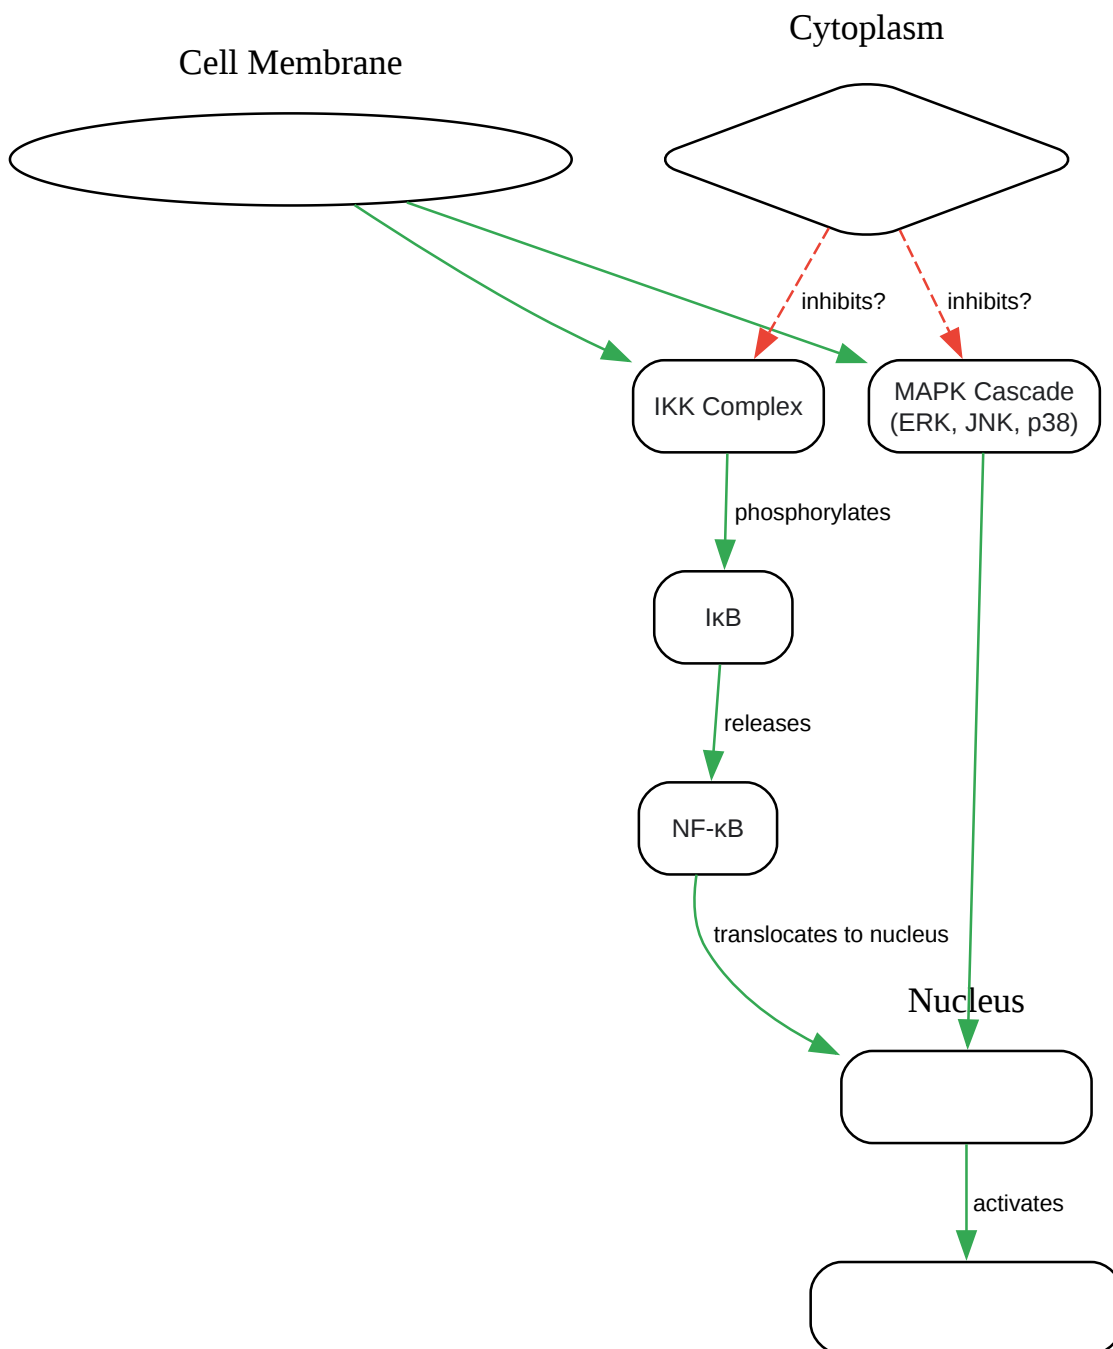 Cytoplasm
Cell Membrane
inhibits?
inhibits?
IKK Complex
MAPK Cascade
(ERK, JNK, p38)
phosphorylates
IκB
releases
NF-κB
translocates to nucleus
Nucleus
activates